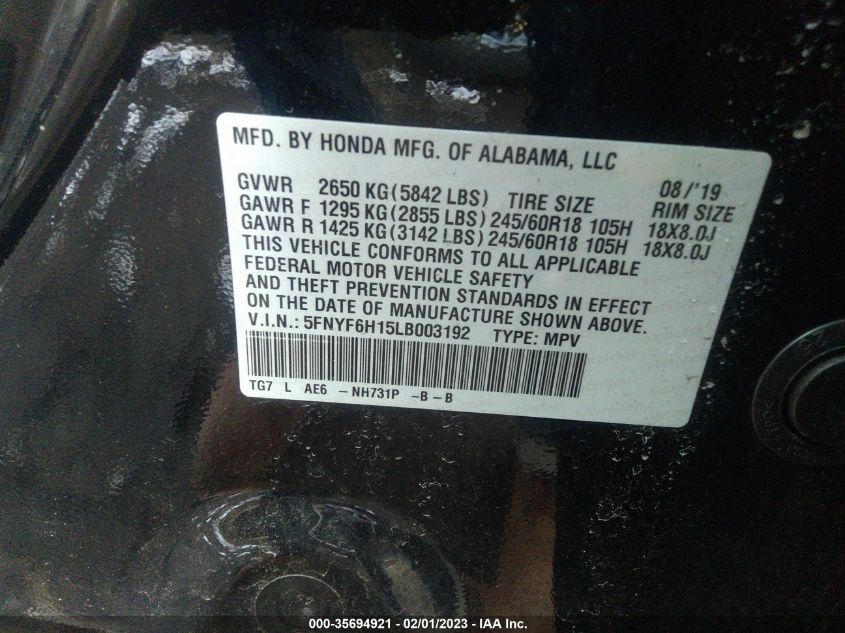 MFD. BY HONDA MFG. OF ALABAMA, LLC 08/'19
GVWR 2650 KG (5842 LBS) TIRE SIZE RIM SIZE
GAWR F 1295 KG (2855 LBS) 245/60R18 105H 18X8.0J
GAWR R 1425 KG (3142 LBS) 245/60R18 105H 18X8.0J
THIS VEHICLE CONFORMS TO ALL APPLICABLE
FEDERAL MOTOR VEHICLE SAFETY
AND THEFT PREVENTION STANDARDS IN EFFECT
ON THE DATE OF MANUFACTURE SHOWN ABOVE.
V.I.N.: 5FNYF6H15LB003192 TYPE: MPV
TG7 L AE6 -NH731P -B-B
000-35694921 - 02/01/2023 - IAA Inc.